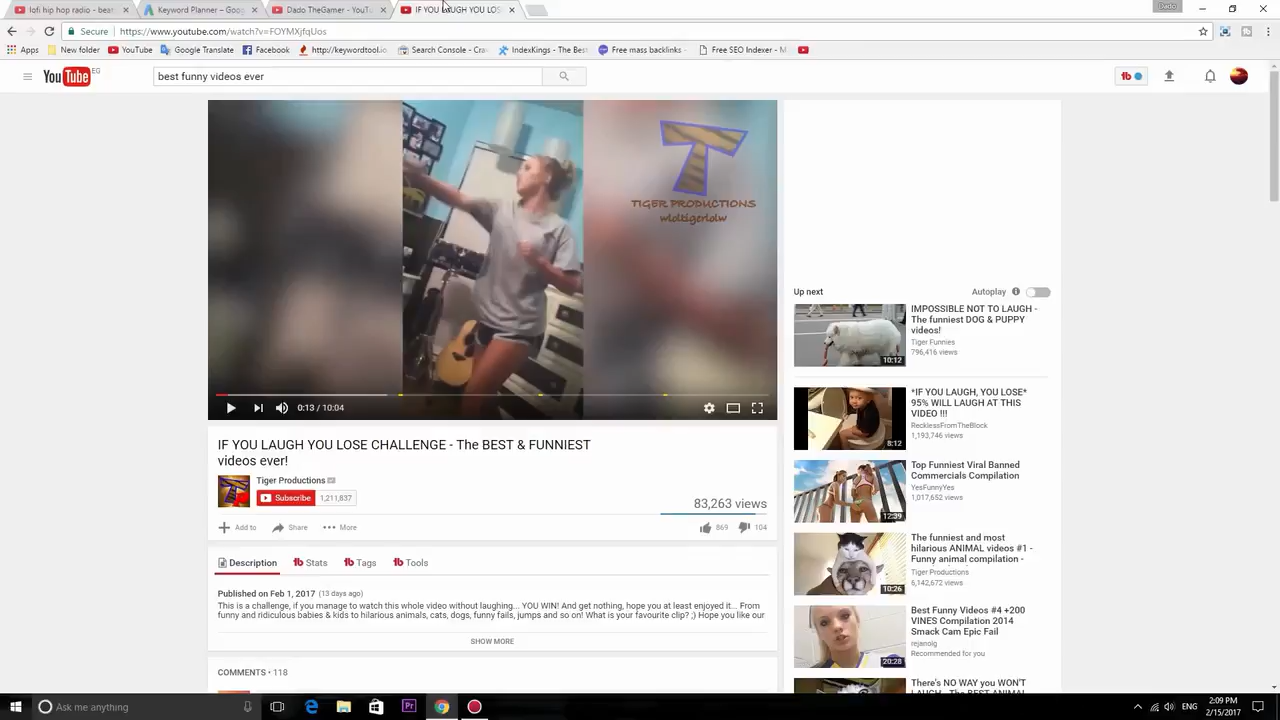 lofi hip hop radio - beat
Keyword Planner – Goo
Dado TheGamer - YouTu
IF YOU LAUGH YOU LOS
Dado
Secure
https://www.youtube.com/watch?v=FOYMXjfqUos
Apps
New folder
YouTube
Google Translate
Facebook
http://keywordtool.io
Search Console - Cra
IndexKings - The Best
Free mass backlinks -
Free SEO Indexer - M
YouTube EG
best funny videos ever
tb
T
TIGER PRODUCTIONS
wloltigerlolw
0:13 / 10:04
IF YOU LAUGH YOU LOSE CHALLENGE - The BEST & FUNNIEST
videos ever!
Tiger Productions
Subscribe 1,211,837
83,263 views
Add to Share More
869 104
Description Stats Tags Tools
Published on Feb 1, 2017 (13 days ago)
This is a challenge, if you manage to watch this whole video without laughing... YOU WIN! And get nothing, hope you at least enjoyed it... From
funny and ridiculous babies & kids to hilarious animals, cats, dogs, funny fails, jumps and so on! What is your favourite clip? ;) Hope you like our
SHOW MORE
COMMENTS • 118
Up next
Autoplay
IMPOSSIBLE NOT TO LAUGH -
The funniest DOG & PUPPY
videos!
Tiger Funnies
796,416 views
10:12
*IF YOU LAUGH, YOU LOSE*
95% WILL LAUGH AT THIS
VIDEO !!!
RecklessFromTheBlock
1,193,746 views
8:12
Top Funniest Viral Banned
Commercials Compilation
YesFunnyYes
1,017,652 views
12:39
The funniest and most
hilarious ANIMAL videos #1 -
Funny animal compilation -
Tiger Productions
6,142,672 views
10:26
Best Funny Videos #4 +200
VINES Compilation 2014
Smack Cam Epic Fail
rejanoig
Recommended for you
20:28
There's NO WAY you WON'T
LAUGH - The BEST ANIMAL
Ask me anything
ENG
2:09 PM
2/15/2017